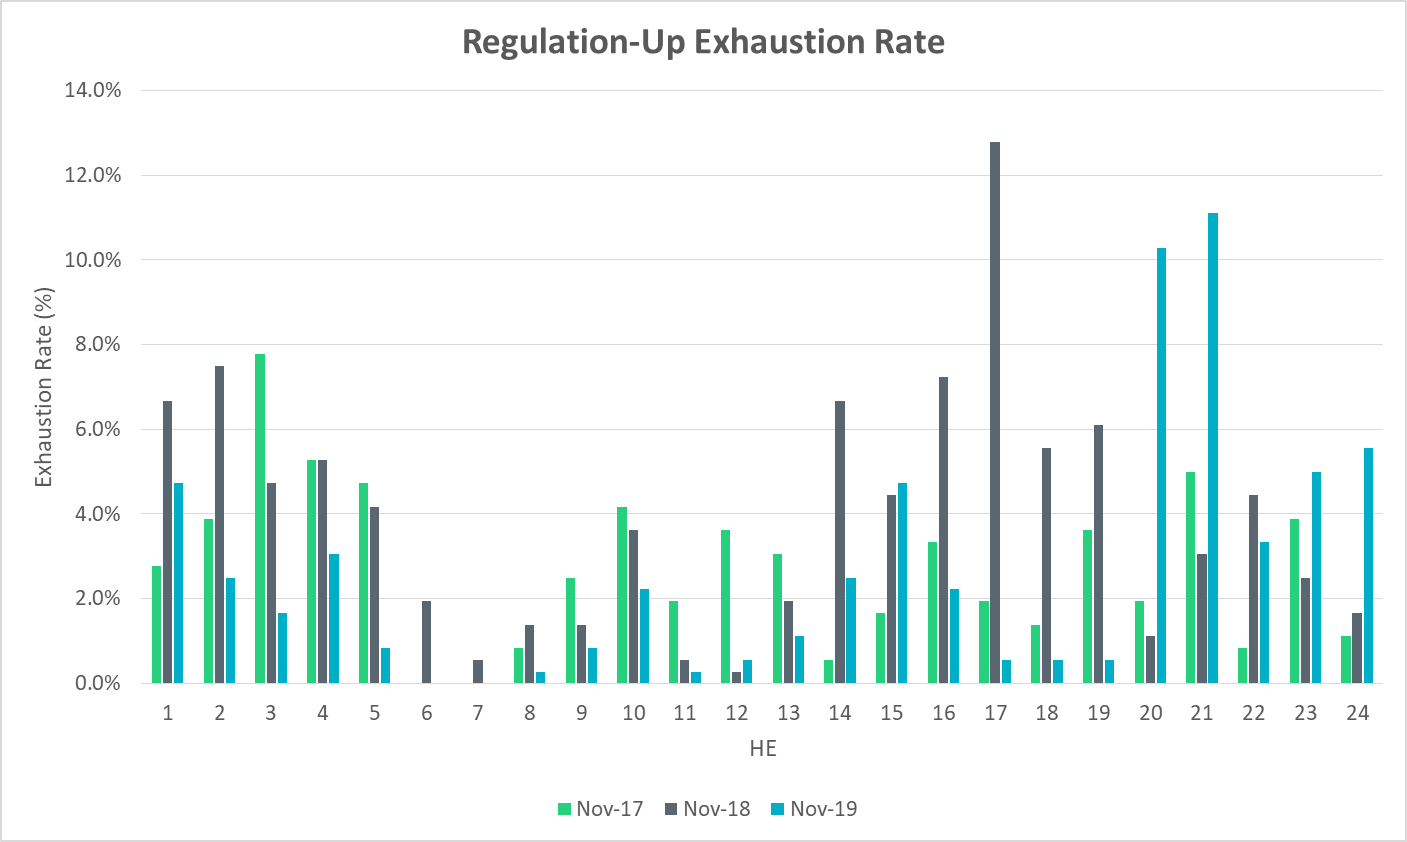 Regulation-Up Exhaustion Rate
14.0%
12.0%
10.0%
8.0%
6.0%
4.0%
2.0%
0.0%
Exhaustion Rate (%)
1 2 3 4 5 6 7 8 9 10 11 12 13 14 15 16 17 18 19 20 21 22 23 24
HE
Nov-17 Nov-18 Nov-19